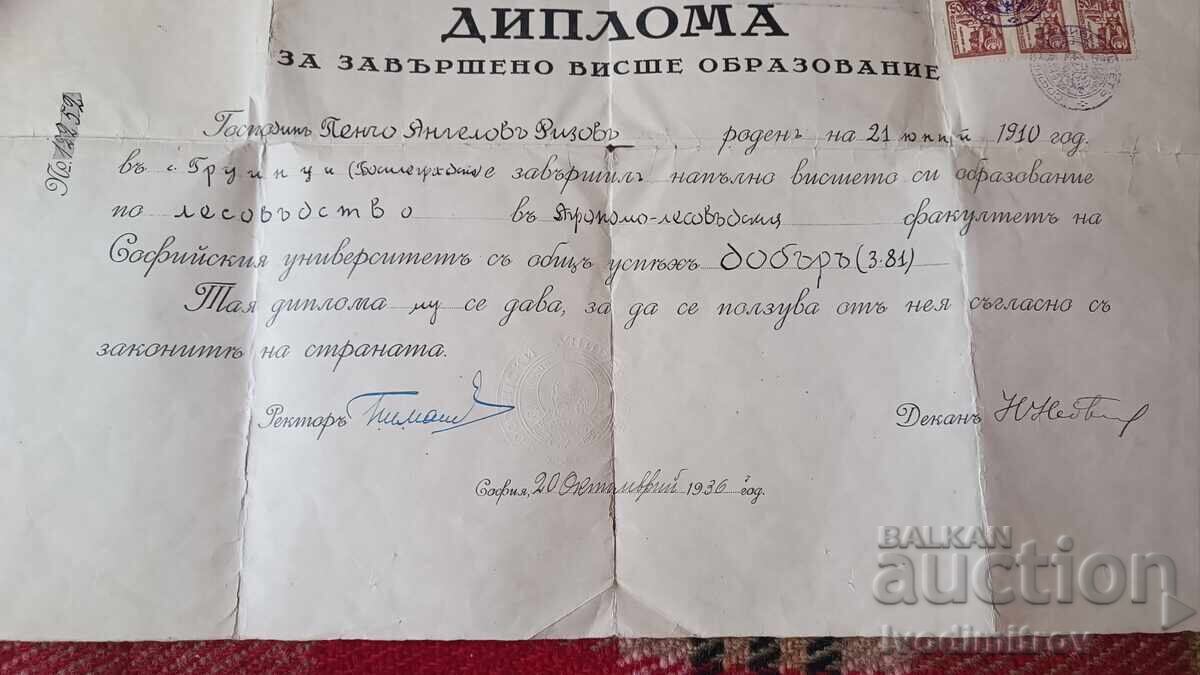 ДИПЛОМА
ЗА ЗАВЪРШЕНО ВИСШЕ ОБРАЗОВАНИЕ
Господинъ Пенчо Ангеловъ Ризовъ роденъ на 21 юний 1910 год.
въ с. Груинци (Босилеградско) е завършилъ напълно висшето си образование
по лесовъдство въ Агрономо-лесовъдския факултетъ на
Софийския университетъ съ общъ успѣхъ добъръ (3.81)
Тая диплома му се дава, за да се ползува отъ нея съгласно съ
законитѣ на страната.
Ректоръ
Деканъ
София, 20 Октомврий 1936 год.
BALKAN
auction
Ivodimitrov